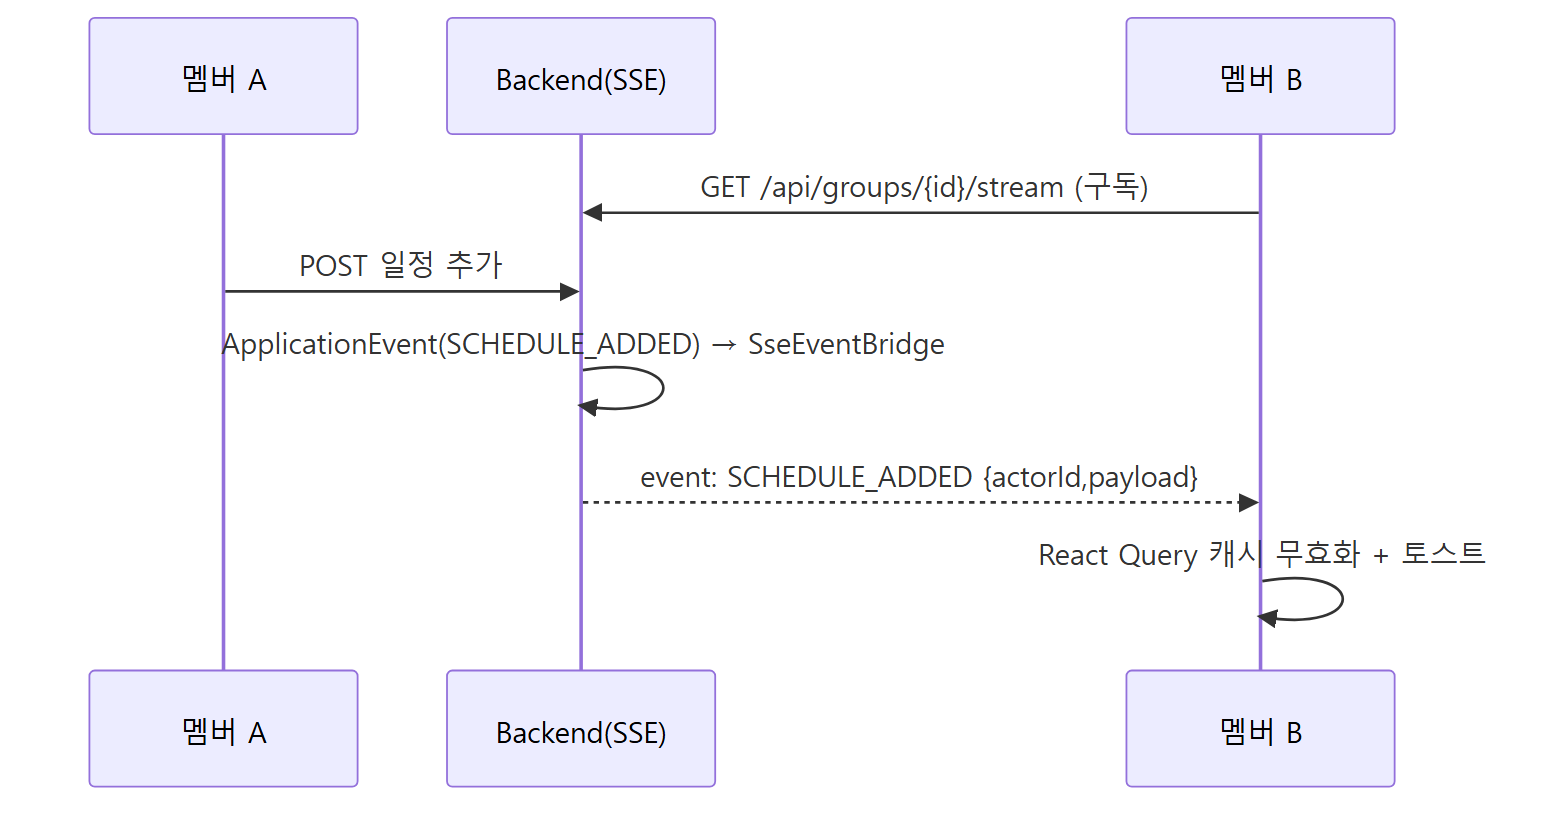 멤버 A
Backend(SSE)
멤버 B
GET /api/groups/{id}/stream (구독)
POST 일정 추가
ApplicationEvent(SCHEDULE_ADDED) → SseEventBridge
event: SCHEDULE_ADDED {actorId,payload}
React Query 캐시 무효화 + 토스트
멤버 A
Backend(SSE)
멤버 B